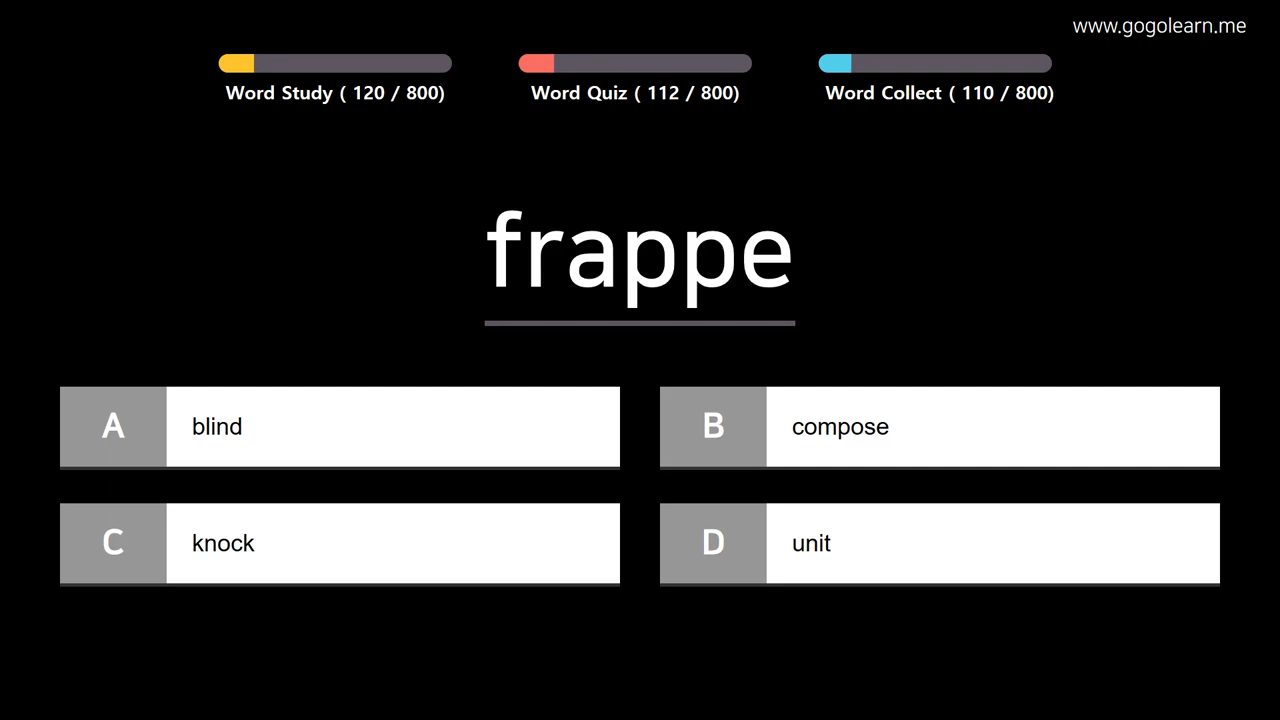 www.gogolearn.me
Word Study ( 120 / 800)
Word Quiz ( 112 / 800)
Word Collect ( 110 / 800)
frappe
A blind
B compose
C knock
D unit